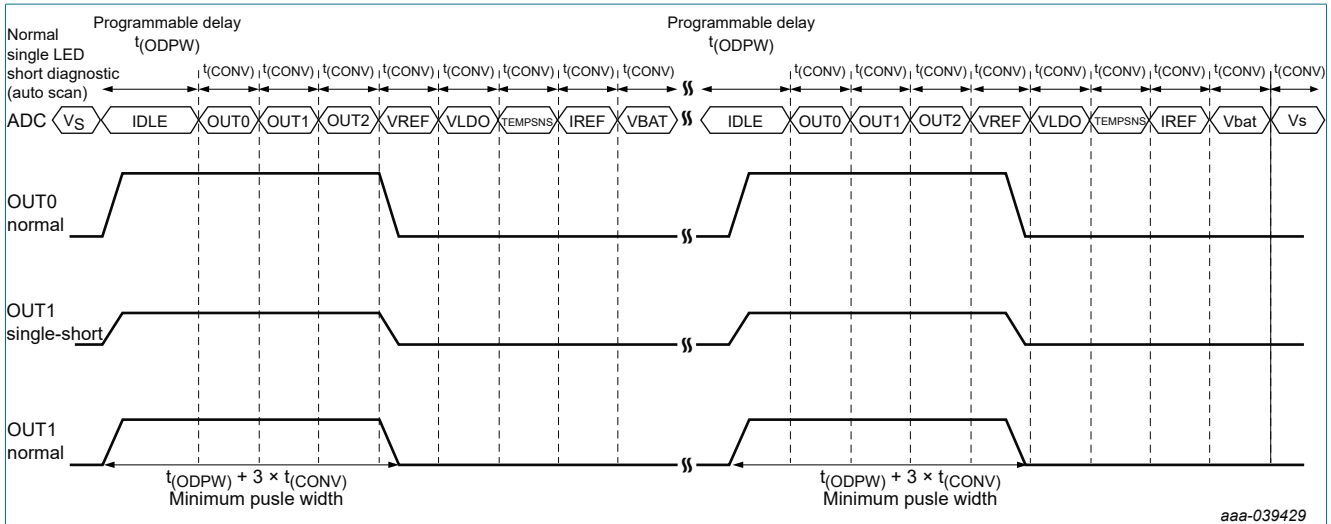 Programmable delay
t(ODPW)
Programmable delay
t(ODPW)
Normal
single LED
short diagnostic
(auto scan)
t(CONV) t(CONV) t(CONV) t(CONV) t(CONV) t(CONV) t(CONV) t(CONV)
t(CONV) t(CONV) t(CONV) t(CONV) t(CONV) t(CONV) t(CONV) t(CONV) t(CONV)
ADC VS IDLE OUT0 OUT1 OUT2 VREF VLDO TEMPSNS IREF VBAT IDLE OUT0 OUT1 OUT2 VREF VLDO TEMPSNS IREF Vbat Vs
OUT0
normal
OUT1
single-short
OUT1
normal
t(ODPW) + 3 × t(CONV)
Minimum pusle width
t(ODPW) + 3 × t(CONV)
Minimum pusle width
aaa-039429